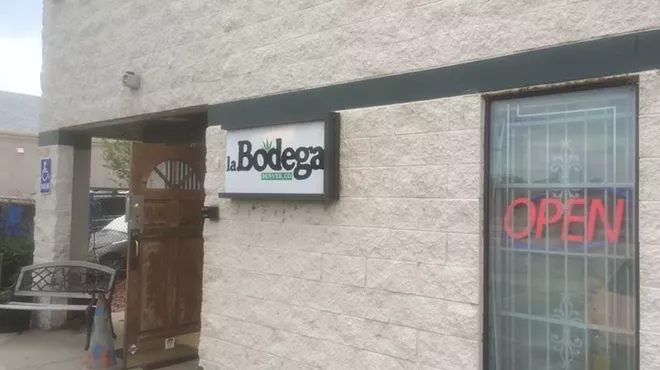 la Bodega
DENVER, CO
OPEN